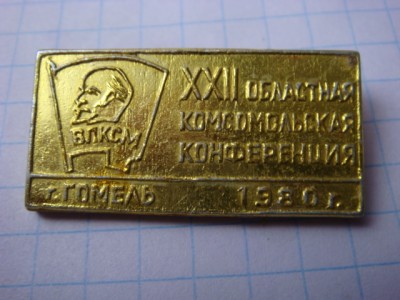 ВЛКСМ
XXII ОБЛАСТНАЯ
КОМСОМОЛЬСКАЯ
КОНФЕРЕНЦИЯ
г. ГОМЕЛЬ 1980 г.